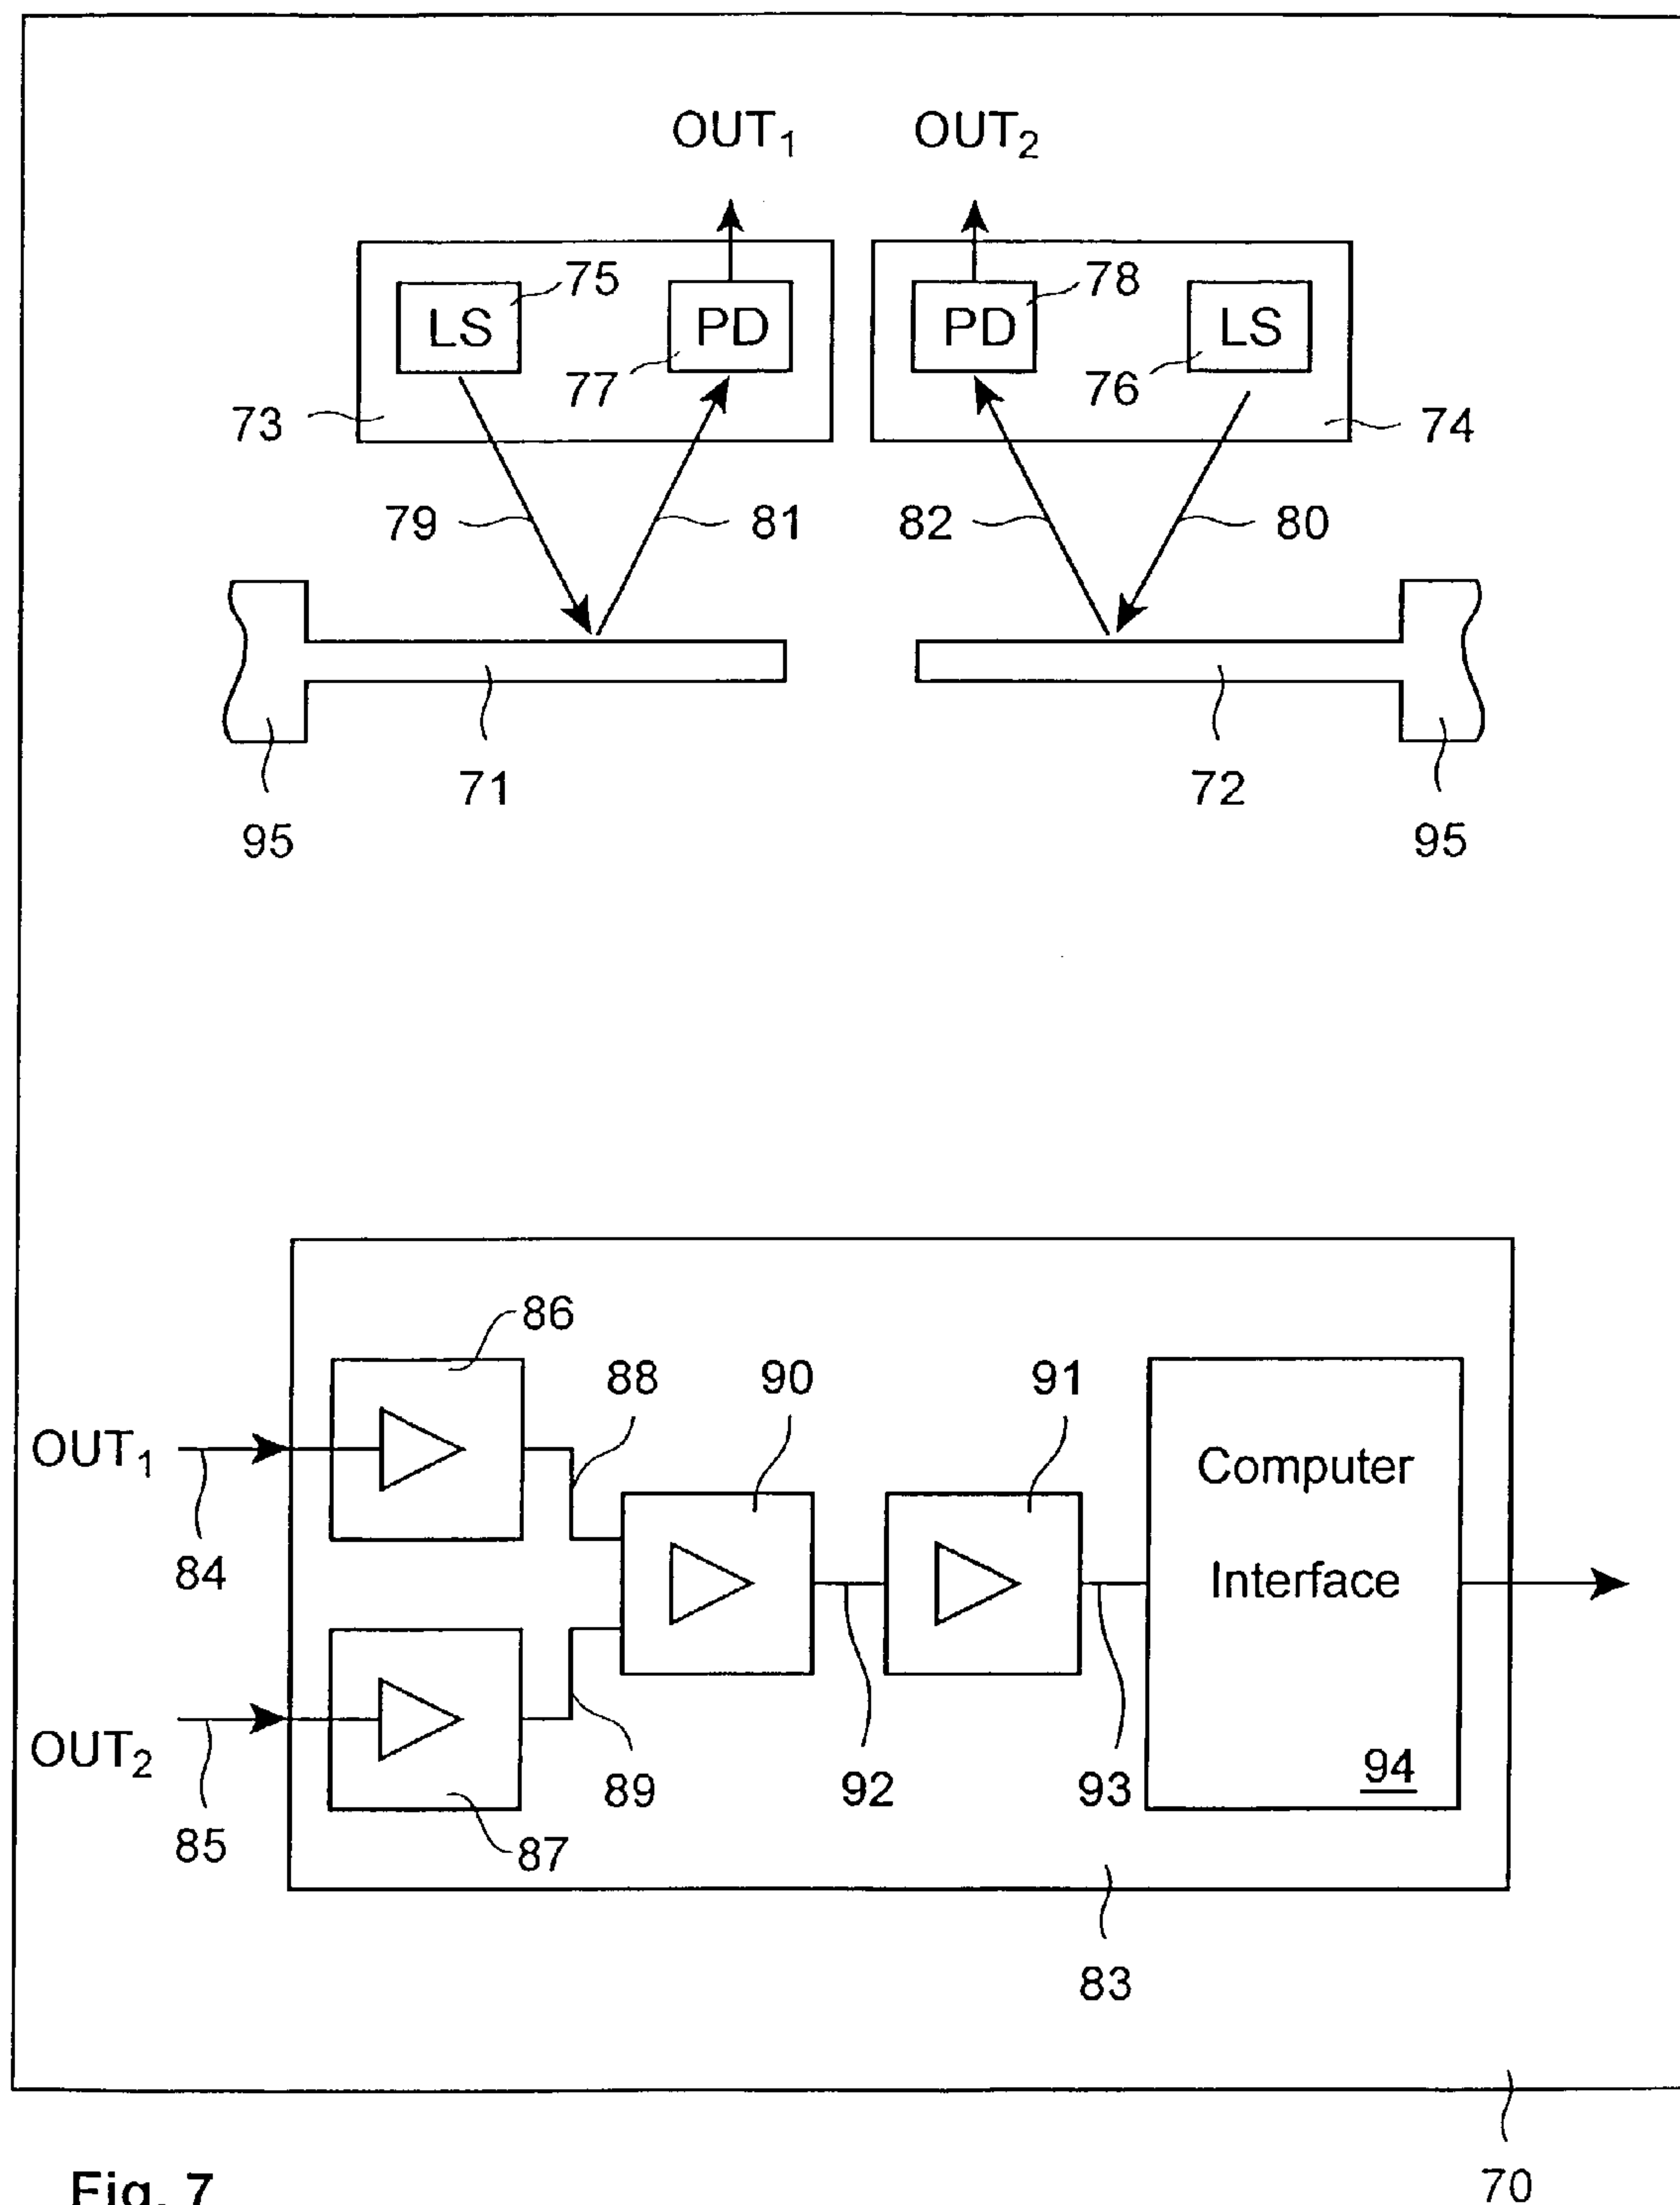 OUT1 OUT2
75 78
LS PD PD LS
77 76
73 74
79 81 82 80
71 72
95 95
86
88 90 91
OUT1
Computer
Interface
84
OUT2
94
89 92 93
85 87
83
70
Fig. 7